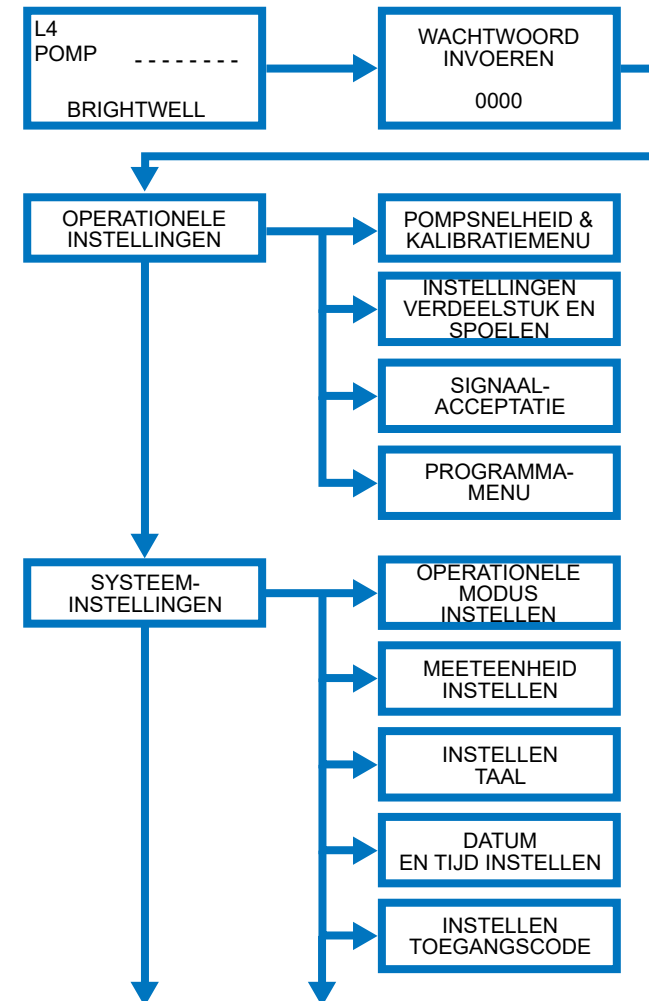 L4
POMP - - - - - - - -
BRIGHTWELL
WACHTWOORD
INVOEREN
0000
OPERATIONELE
INSTELLINGEN
POMPSNELHEID &
KALIBRATIEMENU
INSTELLINGEN
VERDEELSTUK EN
SPOELEN
SIGNAAL-
ACCEPTATIE
PROGRAMMA-
MENU
SYSTEEM-
INSTELLINGEN
OPERATIONELE
MODUS
INSTELLEN
MEETEENHEID
INSTELLEN
INSTELLEN
TAAL
DATUM
EN TIJD INSTELLEN
INSTELLEN
TOEGANGSCODE